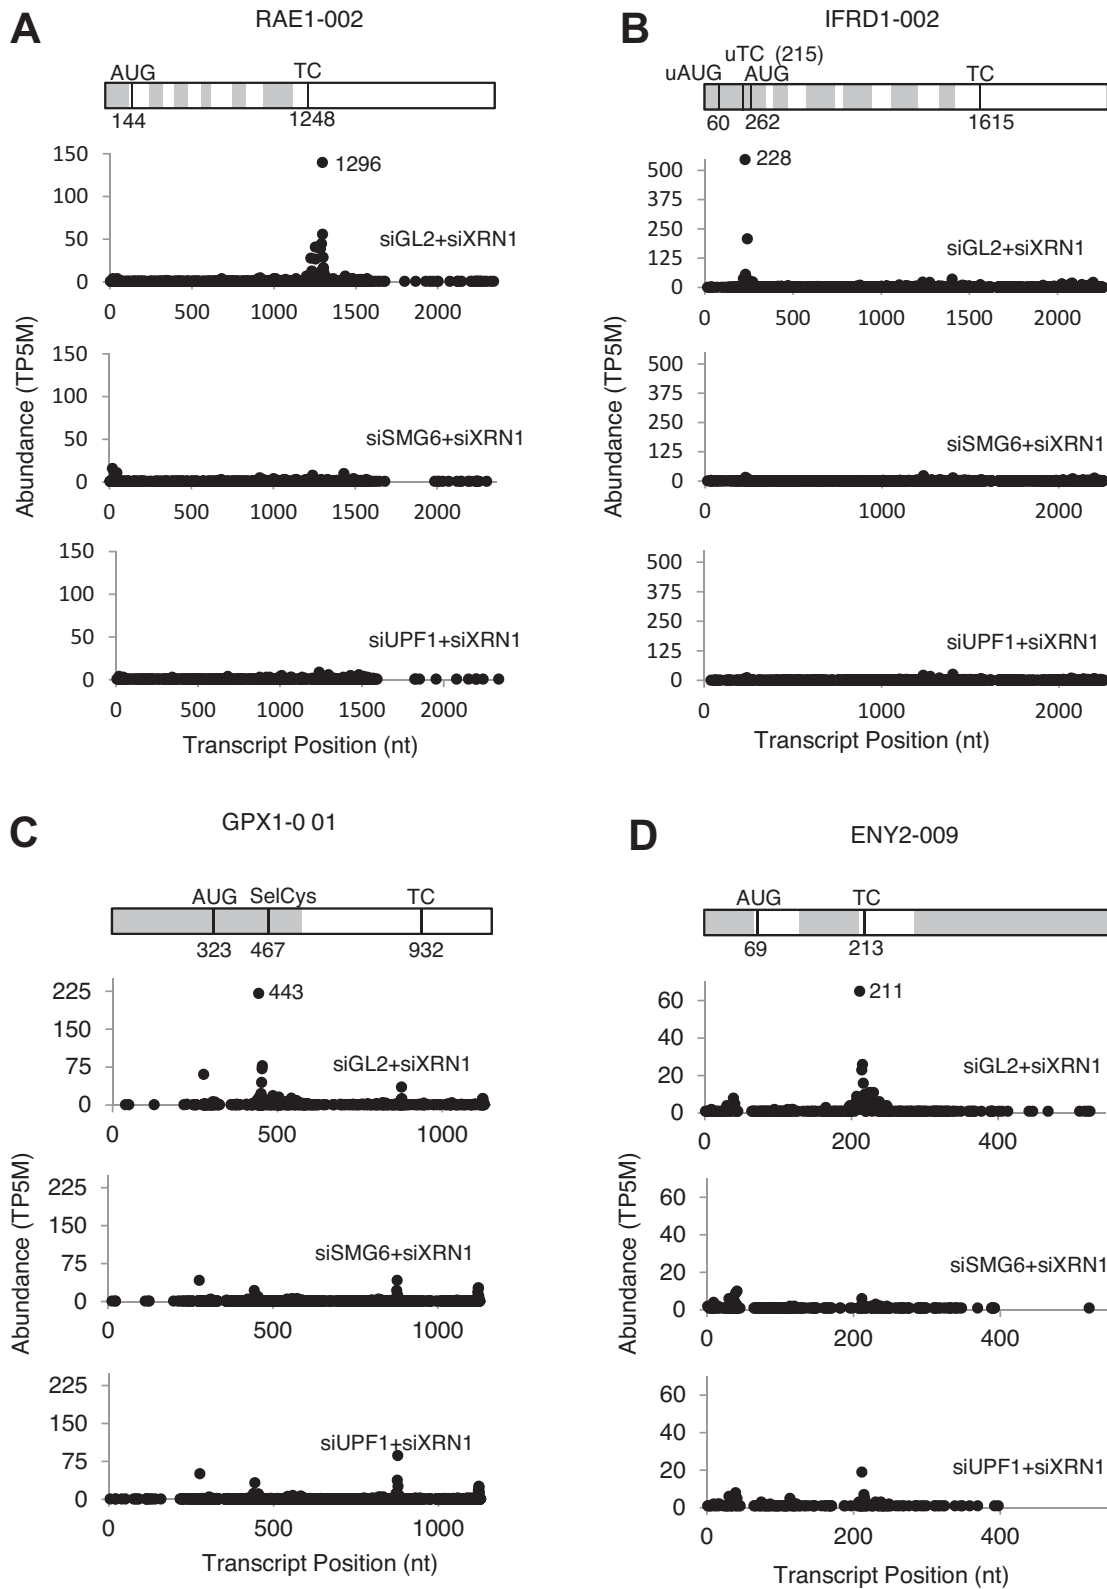 A
RAE1-002
AUG
TC
144
1248
150
100
50
0
1296
siGL2+siXRN1
0
500
1000
1500
2000
150
100
50
0
siSMG6+siXRN1
0
500
1000
1500
2000
150
100
50
0
siUPF1+siXRN1
0
500
1000
1500
2000
Abundance (TP5M)
Transcript Position (nt)
B
IFRD1-002
uTC (215)
uAUG
AUG
TC
60
262
1615
500
375
250
125
0
228
siGL2+siXRN1
0
500
1000
1500
2000
500
375
250
125
0
siSMG6+siXRN1
0
1000
2000
500
375
250
125
0
siUPF1+siXRN1
0
1000
2000
Abundance (TP5M)
Transcript Position (nt)
C
GPX1-0 01
AUG
SelCys
TC
323
467
932
225
150
75
0
443
siGL2+siXRN1
0
500
1000
225
150
75
0
siSMG6+siXRN1
0
500
1000
225
150
75
0
siUPF1+siXRN1
0
500
1000
Abundance (TP5M)
Transcript Position (nt)
D
ENY2-009
AUG
TC
69
213
60
40
20
0
211
siGL2+siXRN1
0
200
400
60
40
20
0
siSMG6+siXRN1
0
200
400
60
40
20
0
siUPF1+siXRN1
0
200
400
Abundance (TP5M)
Transcript Position (nt)